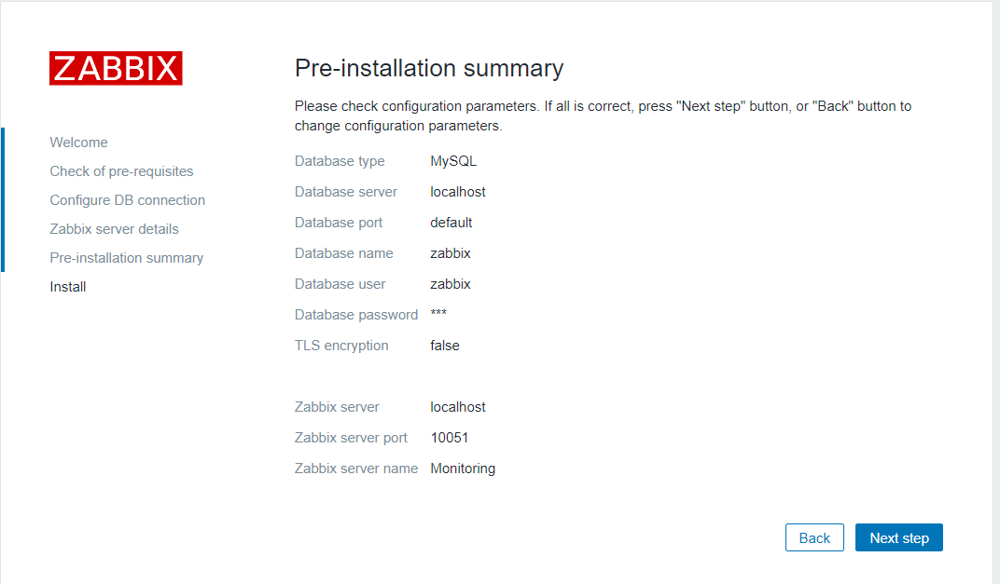 ZABBIX
Welcome
Check of pre-requisites
Configure DB connection
Zabbix server details
Pre-installation summary
Install
Pre-installation summary
Please check configuration parameters. If all is correct, press "Next step" button, or "Back" button to
change configuration parameters.
Database type MySQL
Database server localhost
Database port default
Database name zabbix
Database user zabbix
Database password ***
TLS encryption false
Zabbix server localhost
Zabbix server port 10051
Zabbix server name Monitoring
Back Next step